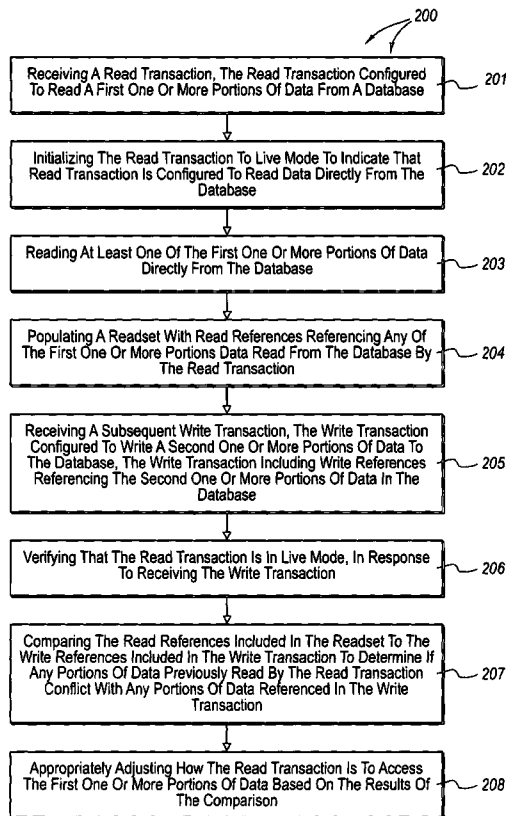 200
Receiving A Read Transaction, The Read Transaction Configured
To Read A First One Or More Portions Of Data From A Database
201
Initializing The Read Transaction To Live Mode To Indicate That
Read Transaction Is Configured To Read Data Directly From The
Database
202
Reading At Least One Of The First One Or More Portions Of Data
Directly From The Database
203
Populating A Readset With Read References Referencing Any Of
The First One Or More Portions Data Read From The Database By
The Read Transaction
204
Receiving A Subsequent Write Transaction, The Write Transaction
Configured To Write A Second One Or More Portions Of Data To
The Database, The Write Transaction Including Write References
Referencing The Second One Or More Portions Of Data In The
Database
205
Verifying That The Read Transaction Is In Live Mode, In Response
To Receiving The Write Transaction
206
Comparing The Read References Included In The Readset To The
Write References Included In The Write Transaction To Determine If
Any Portions Of Data Previously Read By The Read Transaction
Conflict With Any Portions Of Data Referenced In The Write
Transaction
207
Appropriately Adjusting How The Read Transaction Is To Access
The First One Or More Portions Of Data Based On The Results Of
The Comparison
208